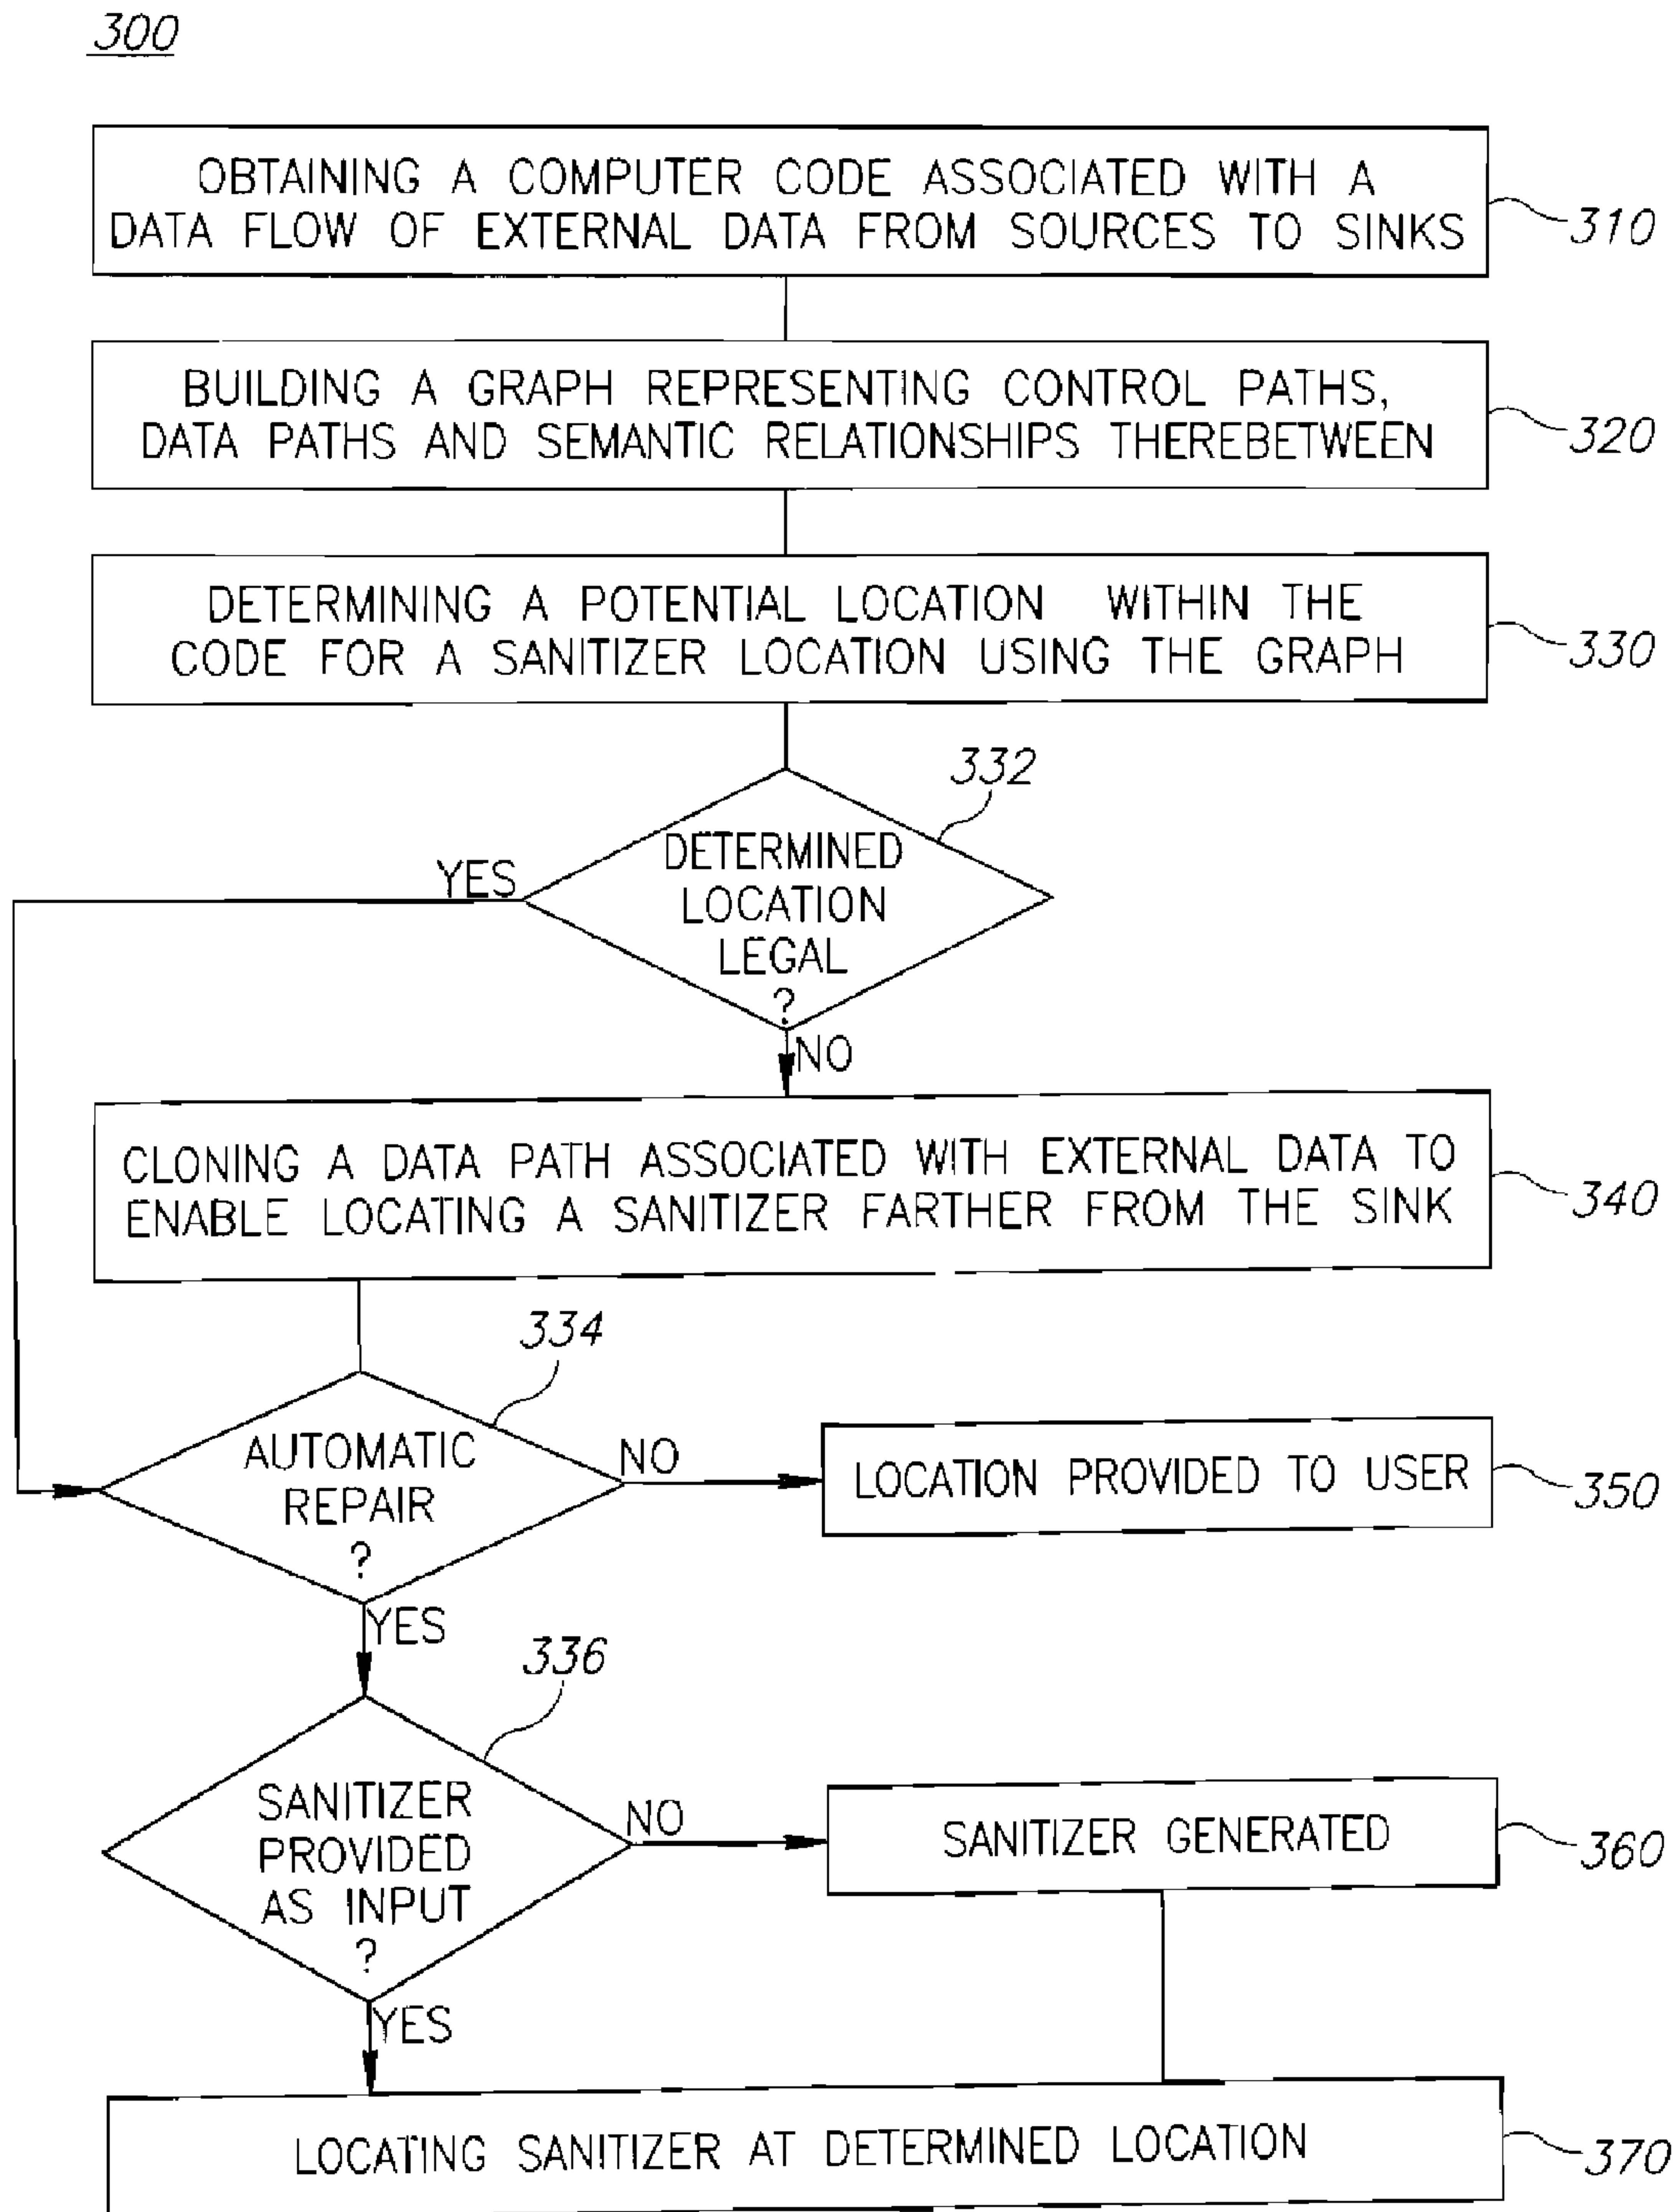 300
OBTAINING A COMPUTER CODE ASSOCIATED WITH A
DATA FLOW OF EXTERNAL DATA FROM SOURCES TO SINKS
310
BUILDING A GRAPH REPRESENTING CONTROL PATHS,
DATA PATHS AND SEMANTIC RELATIONSHIPS THEREBETWEEN
320
DETERMINING A POTENTIAL LOCATION WITHIN THE
CODE FOR A SANITIZER LOCATION USING THE GRAPH
330
332
DETERMINED
LOCATION
LEGAL
?
YES
NO
CLONING A DATA PATH ASSOCIATED WITH EXTERNAL DATA TO
ENABLE LOCATING A SANITIZER FARTHER FROM THE SINK
340
334
AUTOMATIC
REPAIR
?
NO
LOCATION PROVIDED TO USER
350
YES
336
SANITIZER
PROVIDED
AS INPUT
?
NO
SANITIZER GENERATED
360
YES
LOCATING SANITIZER AT DETERMINED LOCATION
370